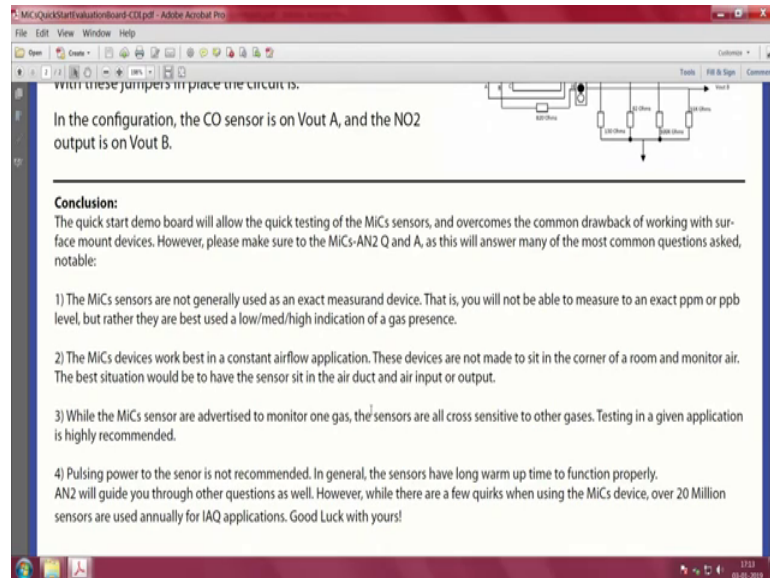 MiCsQuickStartEvaluationBoard-CDI.pdf - Adobe Acrobat Pro
File Edit View Window Help
Open Create Customize
2 / 2 Tools Fill & Sign Comment
With these jumpers in place the circuit is:
Vout B
In the configuration, the CO sensor is on Vout A, and the NO2
output is on Vout B.
Conclusion:
The quick start demo board will allow the quick testing of the MiCs sensors, and overcomes the common drawback of working with sur-
face mount devices. However, please make sure to the MiCs-AN2 Q and A, as this will answer many of the most common questions asked,
notable:
1) The MiCs sensors are not generally used as an exact measurand device. That is, you will not be able to measure to an exact ppm or ppb
level, but rather they are best used a low/med/high indication of a gas presence.
2) The MiCs devices work best in a constant airflow application. These devices are not made to sit in the corner of a room and monitor air.
The best situation would be to have the sensor sit in the air duct and air input or output.
3) While the MiCs sensor are advertised to monitor one gas, the sensors are all cross sensitive to other gases. Testing in a given application
is highly recommended.
4) Pulsing power to the senor is not recommended. In general, the sensors have long warm up time to function properly.
AN2 will guide you through other questions as well. However, while there are a few quirks when using the MiCs device, over 20 Million
sensors are used annually for IAQ applications. Good Luck with yours!
17:13